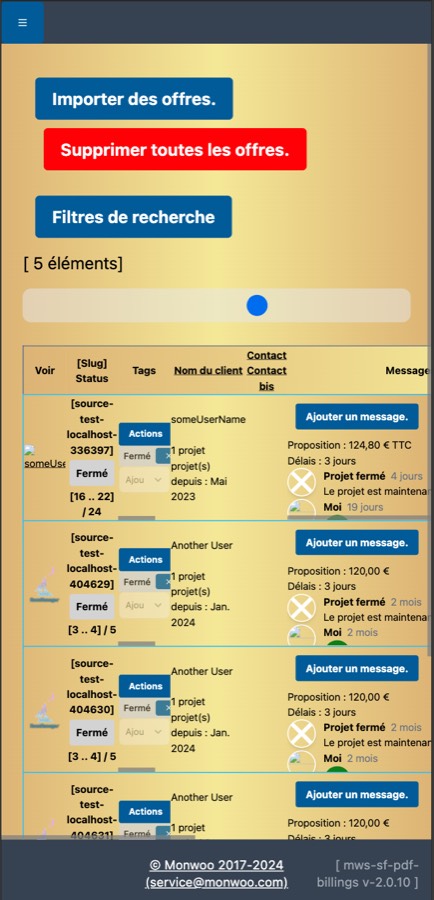 ≡
Importer des offres.
Supprimer toutes les offres.
Filtres de recherche
[ 5 éléments]
Voir
[Slug]
Status
Tags
Nom du client
Contact
Contact
bis
Message
someUse
[source-
test-
localhost-
336397]
Fermé
[16 .. 22]
/ 24
Actions
Fermé
Ajou
someUserName
1 projet
projet(s)
depuis : Mai
2023
Ajouter un message.
Proposition : 124,80 € TTC
Délais : 3 jours
Projet fermé 4 jours
Le projet est maintena
Moi 19 jours
[source-
test-
localhost-
404629]
Fermé
[3 .. 4] / 5
Actions
Fermé
Ajou
Another User
1 projet
projet(s)
depuis : Jan.
2024
Ajouter un message.
Proposition : 120,00 €
Délais : 3 jours
Projet fermé 2 mois
Le projet est maintenar
Moi 2 mois
[source-
test-
localhost-
404630]
Fermé
[3 .. 4] / 5
Actions
Fermé
Ajou
Another User
1 projet
projet(s)
depuis : Jan.
2024
Ajouter un message.
Proposition : 120,00 €
Délais : 3 jours
Projet fermé 2 mois
Le projet est maintenar
Moi 2 mois
[source-
test-
localhost-
404631]
Actions
Fermé
Another User
1 projet
Ajouter un message.
Proposition : 120,00 €
Délais : 3 jours
© Monwoo 2017-2024
(service@monwoo.com)
[ mws-sf-pdf-
billings v-2.0.10 ]